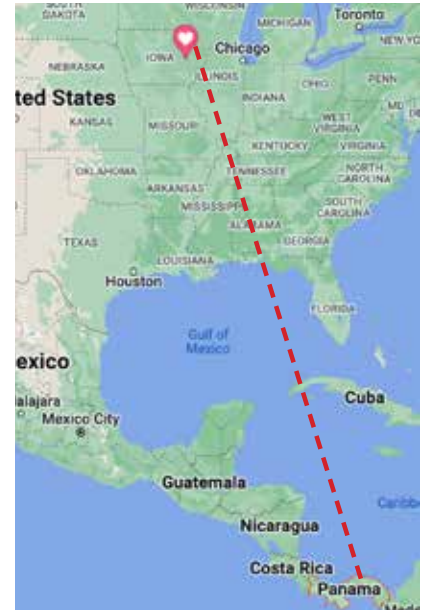 WISCONSIN
SOUTH
DAKOTA
MICHIGAN
Toronto
NEW YO
IOWA
Chicago
NEBRASKA
ILLINOIS
OHIO
PENN
INDIANA
ted States
MD
KANSAS
MISSOURI
WEST
VIRGINIA
KENTUCKY
VIRGINIA
OKLAHOMA
TENNESSEE
NORTH
CAROLINA
ARKANSAS
MISSISSIPPI
SOUTH
CAROLINA
ALABAMA
TEXAS
GEORGIA
LOUISIANA
Houston
FLORIDA
Gulf of
Mexico
exico
Cuba
alajara
Mexico City
Guatemala
Caribb
Nicaragua
Costa Rica
Panama